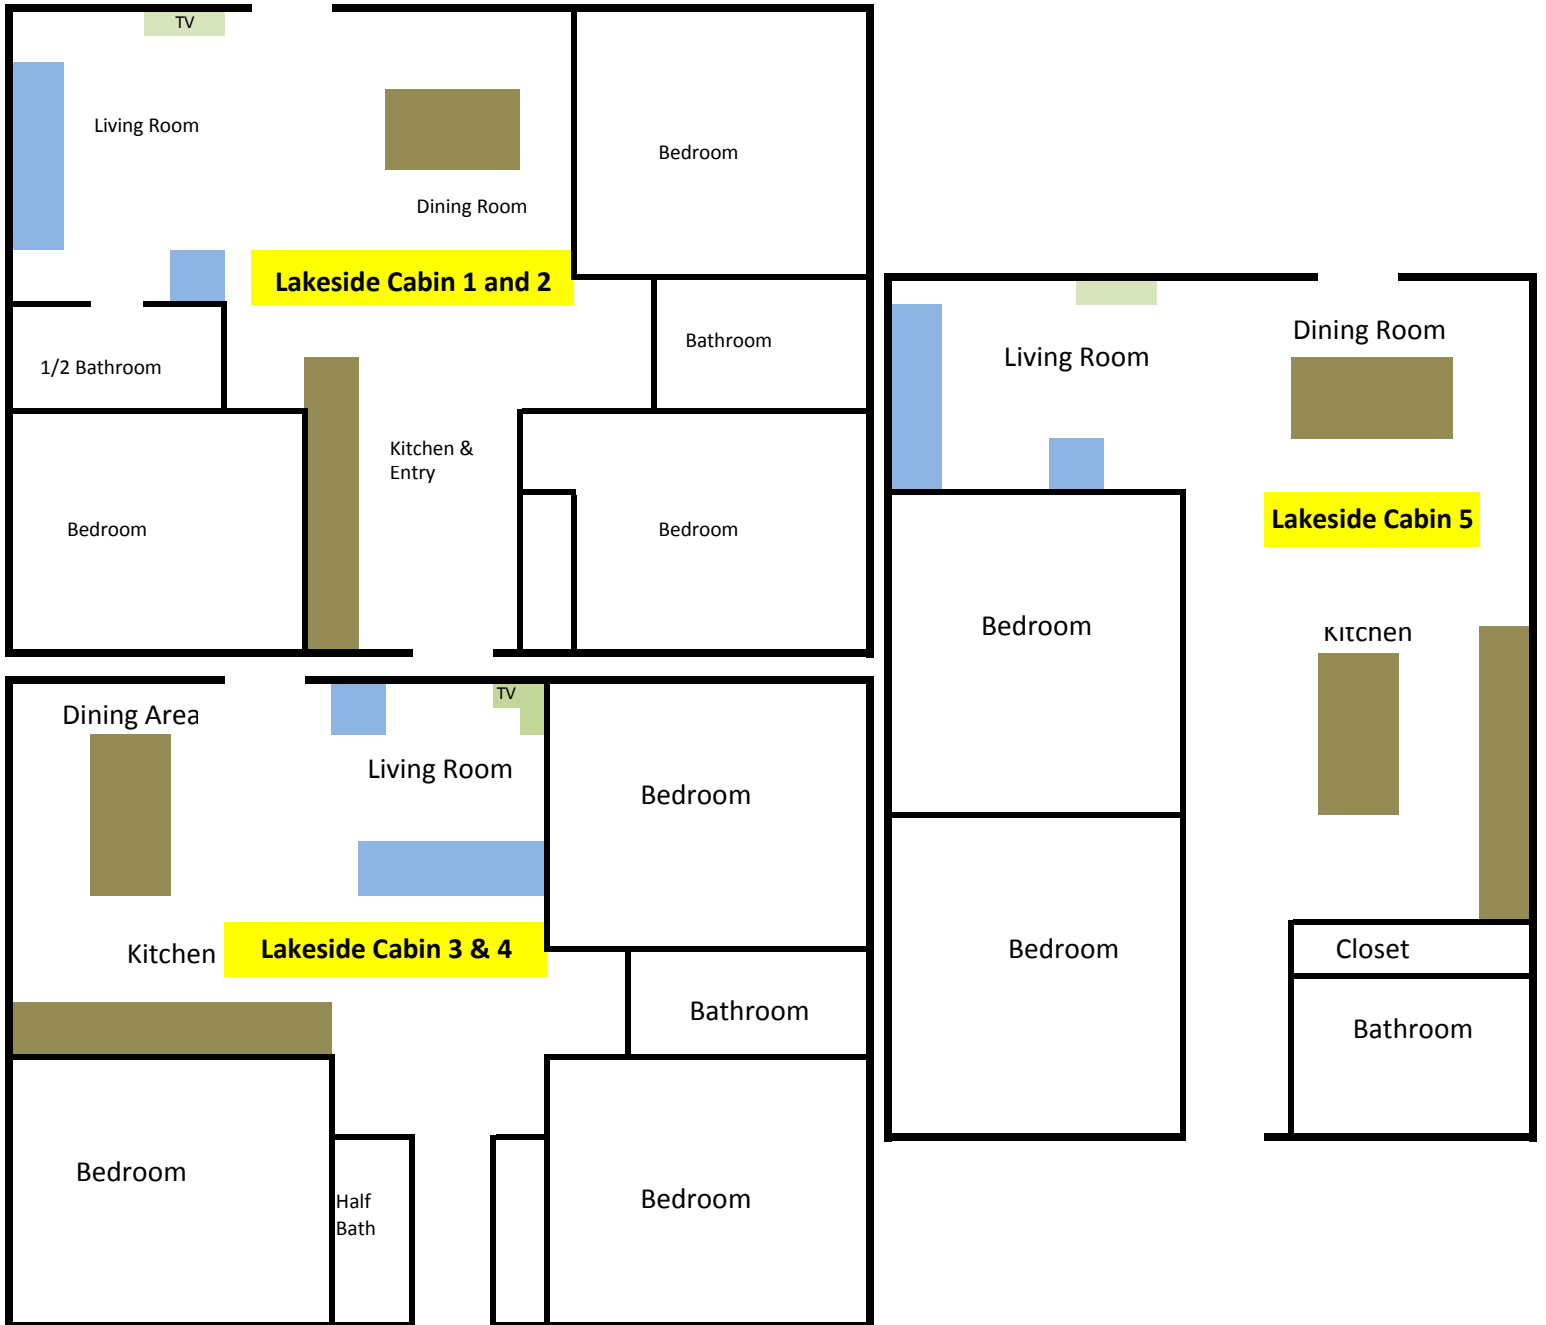 TV
Living Room
Bedroom
Dining Room
Lakeside Cabin 1 and 2
Bathroom
1/2 Bathroom
Kitchen &
Entry
Bedroom
Bedroom
TV
Dining Area
Living Room
Bedroom
Kitchen
Lakeside Cabin 3 & 4
Bathroom
Bedroom
Half
Bath
Bedroom
Dining Room
Living Room
Lakeside Cabin 5
Bedroom
Kitchen
Bedroom
Closet
Bathroom